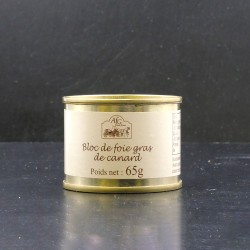 Bloc de foie gras
de canard
Poids net : 65g